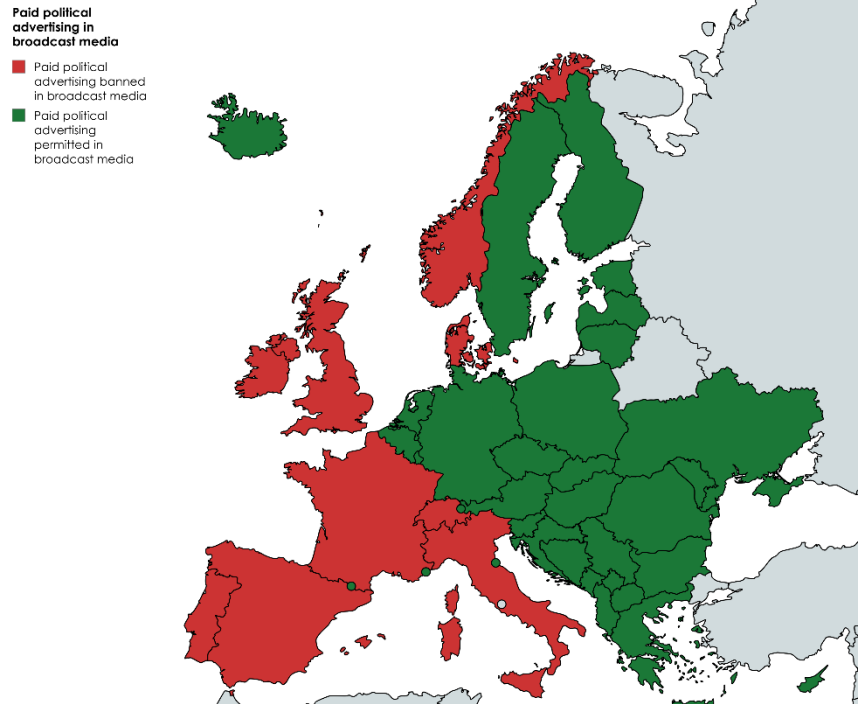 Paid political
advertising in
broadcast media
Paid political
advertising banned
in broadcast media
Paid political
advertising
permitted in
broadcast media